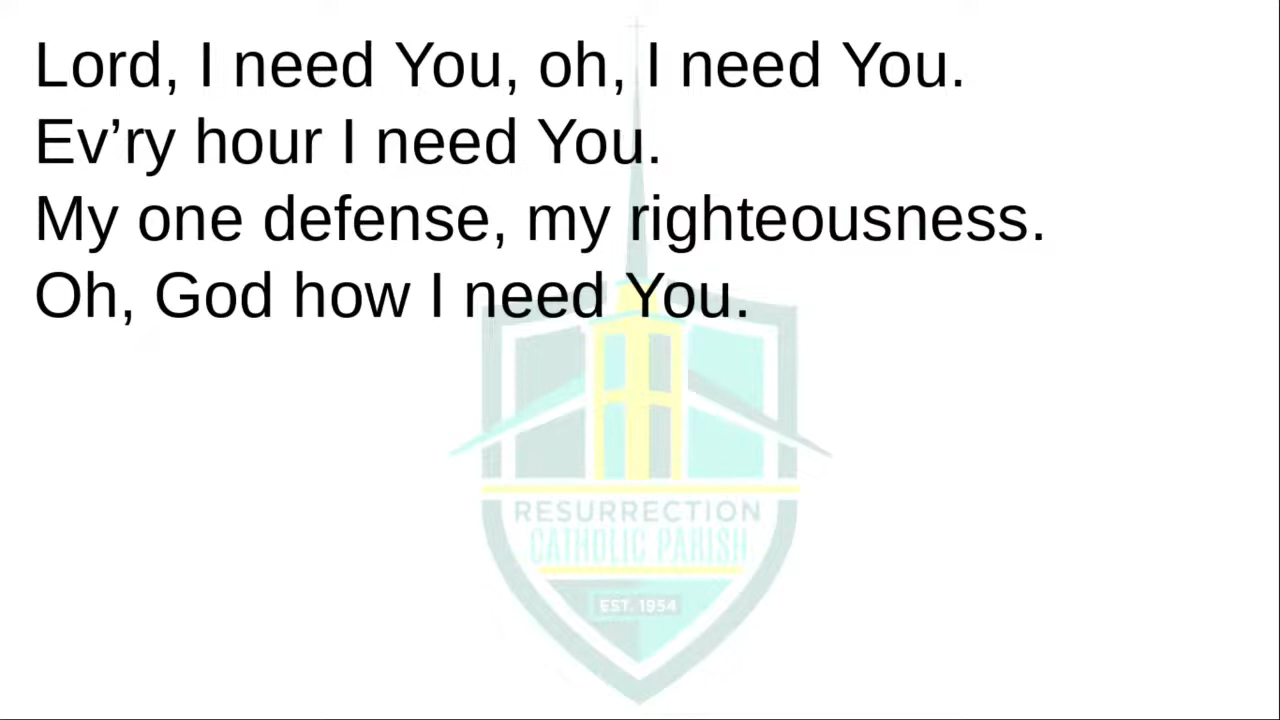 Lord, I need You, oh, I need You.
Ev’ry hour I need You.
My one defense, my righteousness.
Oh, God how I need You.
RESURRECTION
CATHOLIC PARISH
EST. 1954